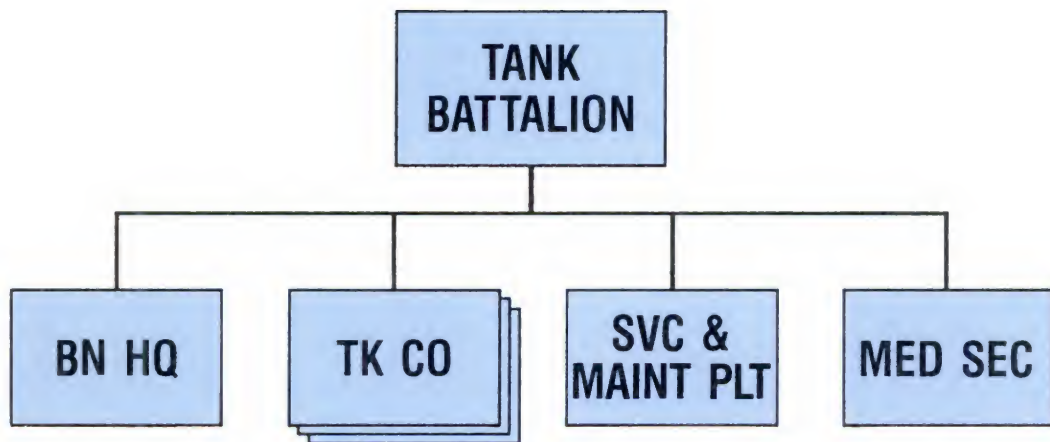 TANK
BATTALION
BN HQ
TK CO
SVC &
MAINT PLT
MED SEC